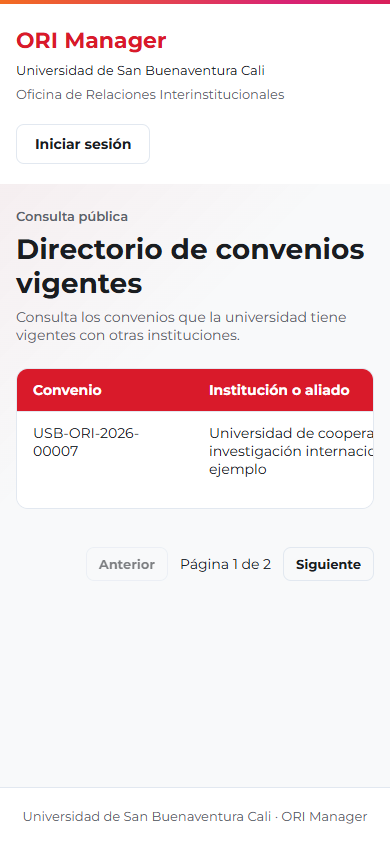 ORI Manager
Universidad de San Buenaventura Cali
Oficina de Relaciones Interinstitucionales
Iniciar sesión
Consulta pública
Directorio de convenios
vigentes
Consulta los convenios que la universidad tiene
vigentes con otras instituciones.
Convenio Institución o aliado
USB-ORI-2026-
00007
Universidad de
investigación
ejemplo
Anterior Página 1 de 2 Siguiente
Universidad de San Buenaventura Cali · ORI Manager